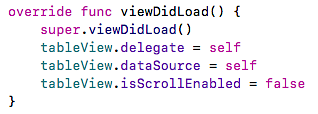 override func viewDidLoad() {
    super.viewDidLoad()
    tableView.delegate = self
    tableView.dataSource = self
    tableView.isScrollEnabled = false
}